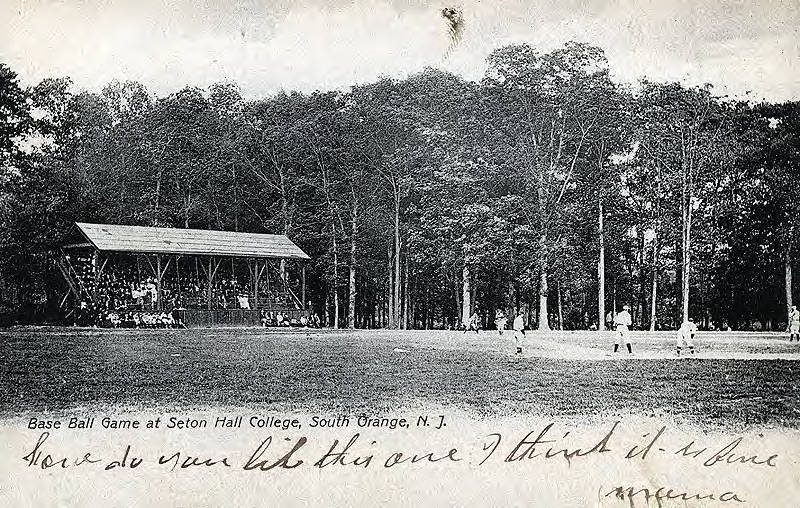 Base Ball Game at Seton Hall College, South Orange, N. J.
How do you like this one I think it is fine
mama